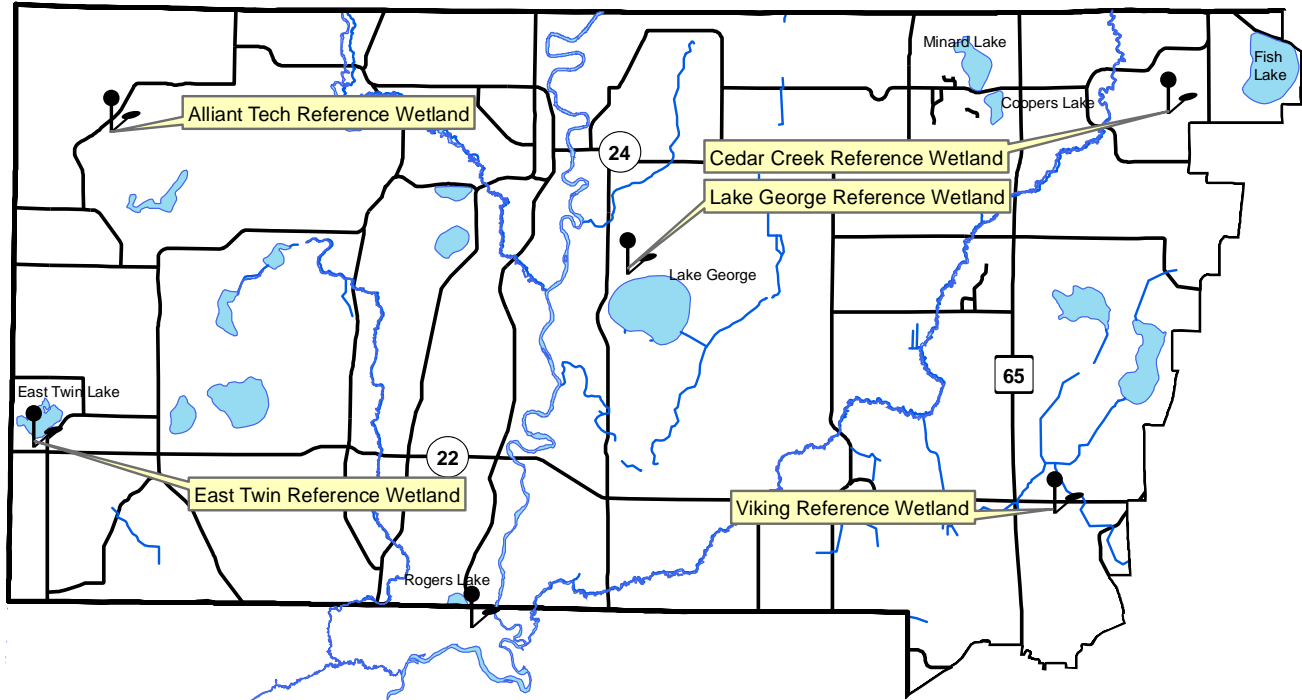 Minard Lake
Fish
Lake
Alliant Tech Reference Wetland
Coopers Lake
24
Cedar Creek Reference Wetland
Lake George Reference Wetland
Lake George
65
East Twin Lake
22
East Twin Reference Wetland
Viking Reference Wetland
Rogers Lake